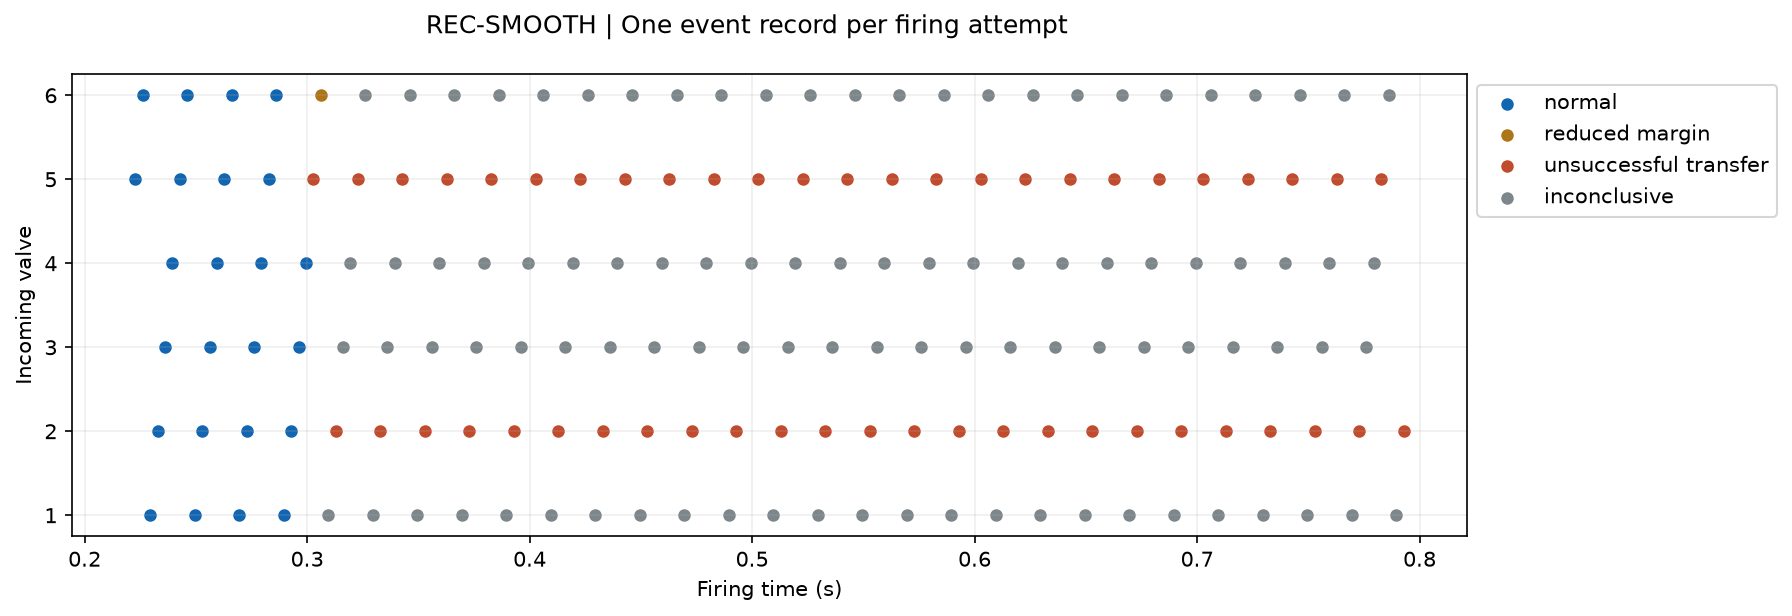 REC-SMOOTH | One event record per firing attempt
Incoming valve
6
5
4
3
2
1
0.2 0.3 0.4 0.5 0.6 0.7 0.8
Firing time (s)
normal
reduced margin
unsuccessful transfer
inconclusive